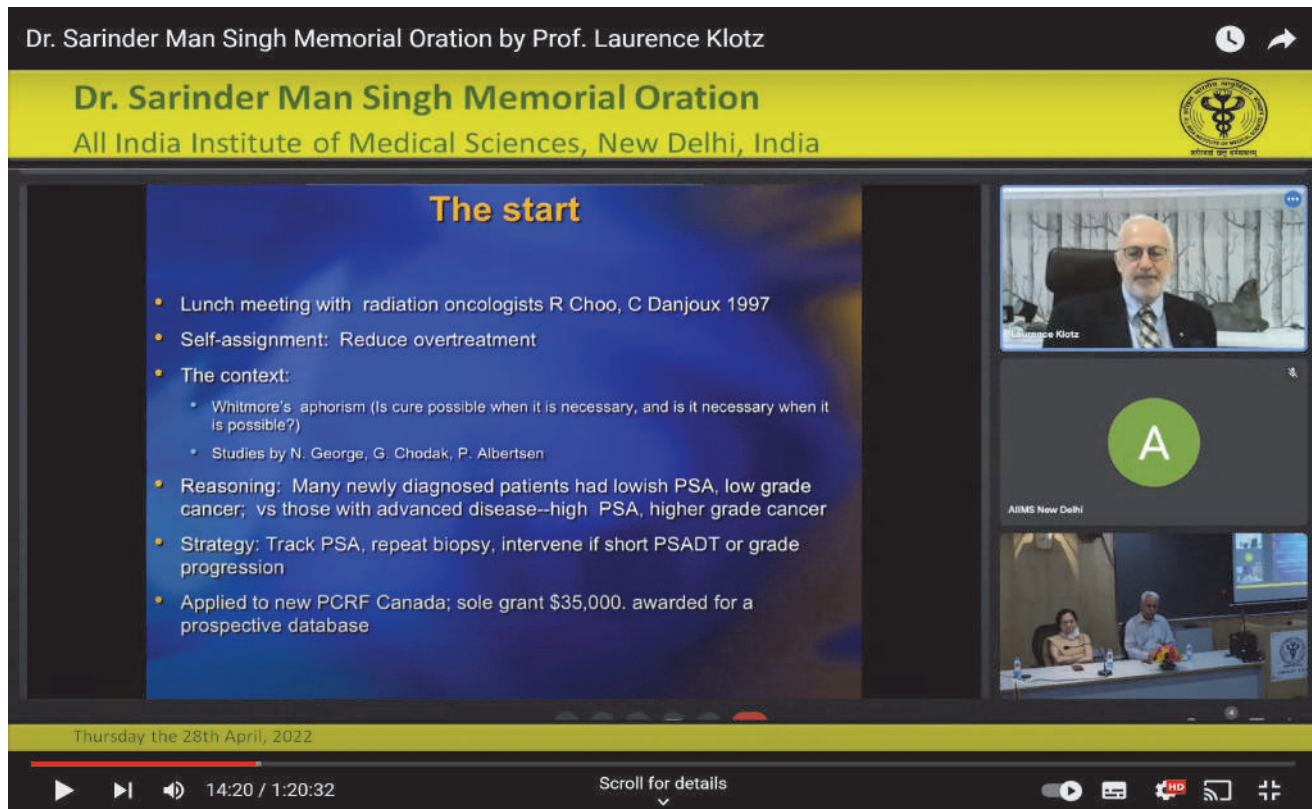 Dr. Sarinder Man Singh Memorial Oration by Prof. Laurence Klotz
Dr. Sarinder Man Singh Memorial Oration
All India Institute of Medical Sciences, New Delhi, India
The start
• Lunch meeting with radiation oncologists R Choo, C Danjoux 1997
• Self-assignment: Reduce overtreatment
• The context:
• Whitmore's aphorism (Is cure possible when it is necessary, and is it necessary when it
is possible?)
• Studies by N. George, G. Chodak, P. Albertsen
• Reasoning: Many newly diagnosed patients had lowish PSA, low grade
cancer; vs those with advanced disease--high PSA, higher grade cancer
• Strategy: Track PSA, repeat biopsy, intervene if short PSADT or grade
progression
• Applied to new PCRF Canada; sole grant $35,000. awarded for a
prospective database
Laurence Klotz
A
AIIMS New Delhi
4
Thursday the 28th April, 2022
14:20 / 1:20:32
Scroll for details
HD